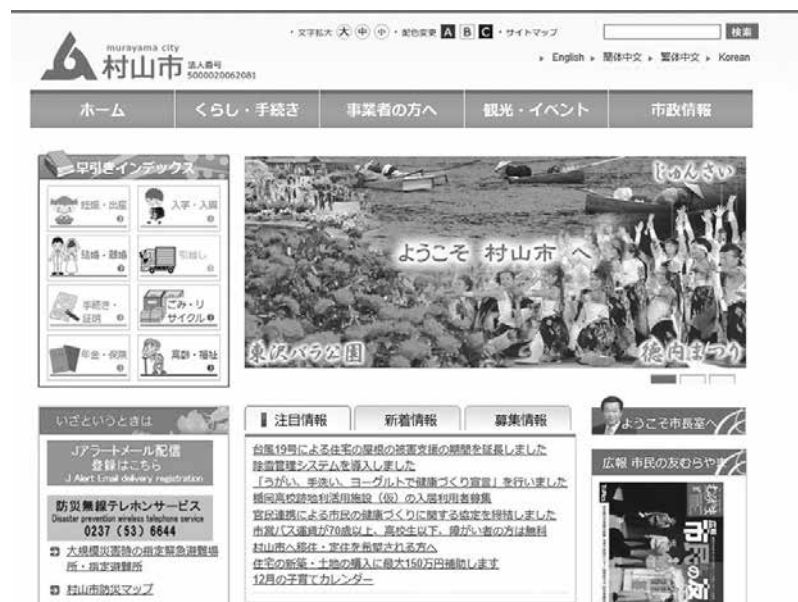 ・文字拡大 大 中 小 ・配色変更 A B C ・サイトマップ 検索
English 簡体中文 繁体中文 Korean
murayama city
村山市 法人番号
5000020062081
ホーム くらし・手続き 事業者の方へ 観光・イベント 市政情報
早引きインデックス
妊娠・出産 入学・入園
結婚・離婚 引越し
手続き・
証明
ごみ・リ
サイクル
年金・保険 高齢・福祉
じゅんさい
ようこそ 村山市 へ
東沢バラ公園 徳内まつり
いざというときは
Jアラートメール配信
登録はこちら
J Alert Email delivery registration
防災無線テレホンサービス
Disaster prevention wireless telephone service
0237(53)6644
大規模災害時の指定緊急避難場
所・指定避難所
村山市防災マップ
注目情報 新着情報 募集情報
台風19号による住宅の屋根の被害支援の期間を延長しました
除雪管理システムを導入しました
「うがい、手洗い、ヨーグルトで健康づくり宣言」を行いました
楯岡高校跡地利活用施設(仮)の入居利用者募集
官民連携による市民の健康づくりに関する協定を締結しました
市営バス運賃が70歳以上、高校生以下、障がい者の方は無料
村山市へ移住・定住を希望される方へ
住宅の新築・土地の購入に最大150万円補助します
12月の子育てカレンダー
ようこそ市長室へ
広報 市民の友むらやま
市民の友